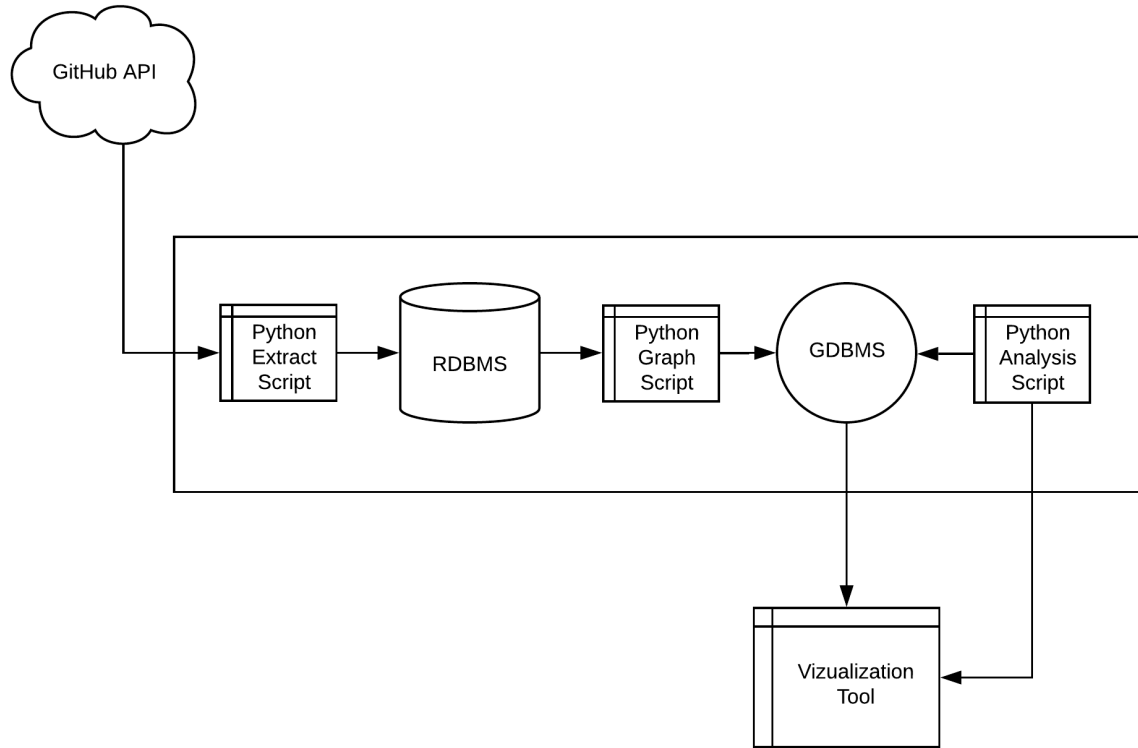 GitHub API
Python
Extract
Script
RDBMS
Python
Graph
Script
GDBMS
Python
Analysis
Script
Vizualization
Tool